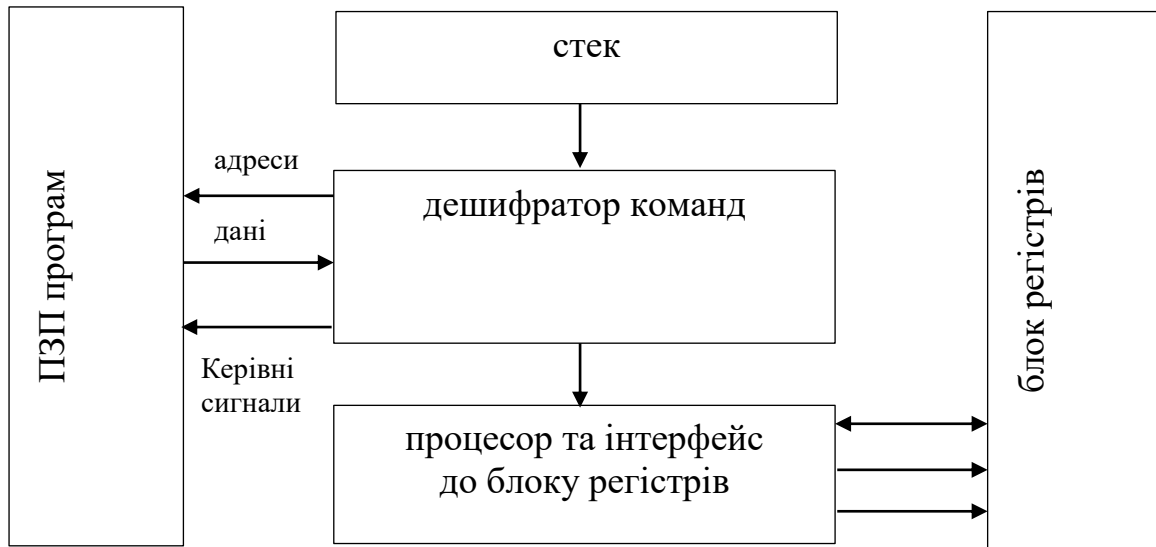 стек
адреси
дешифратор команд
дані
ПЗП програм
блок регістрів
Керівні
сигнали
процесор та інтерфейс
до блоку регістрів